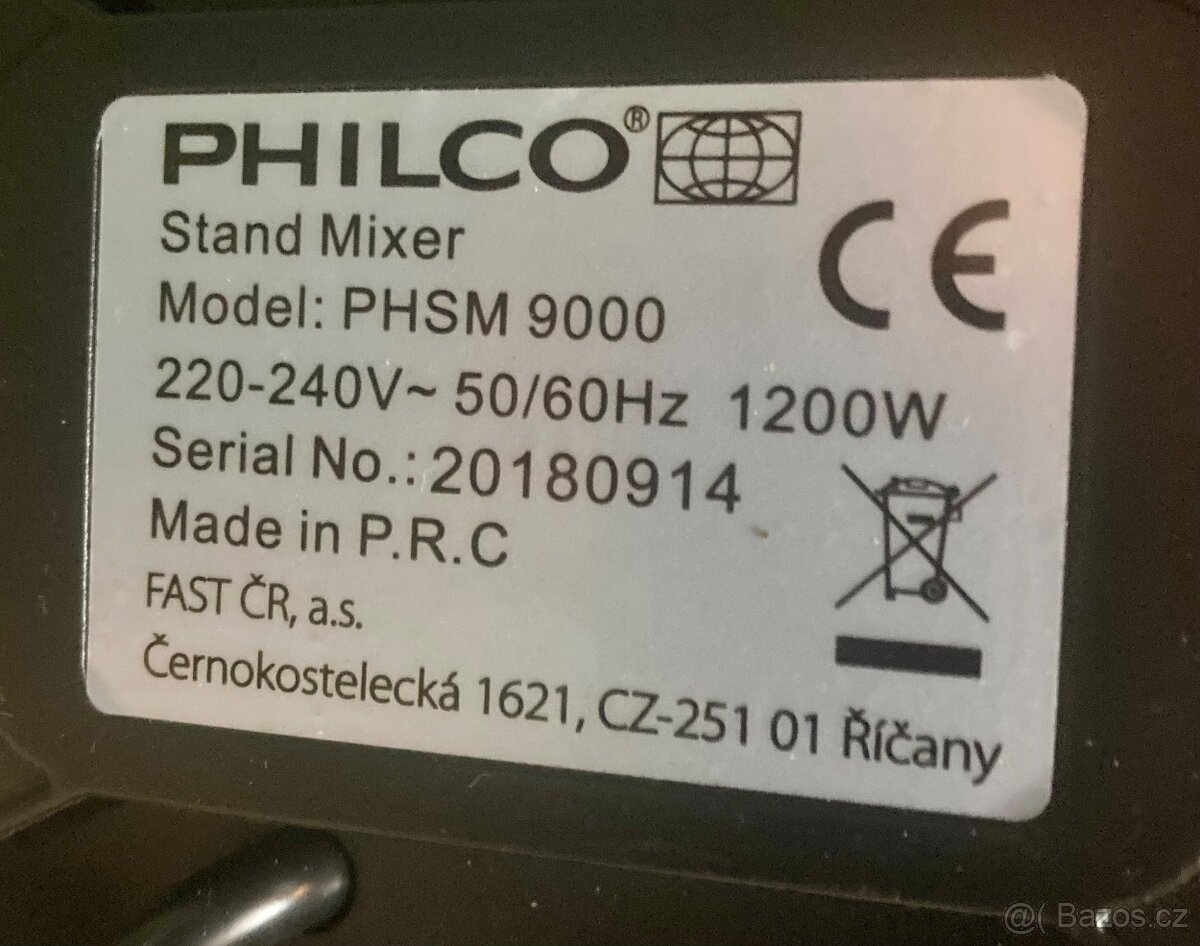 PHILCO®
Stand Mixer
Model: PHSM 9000
220-240V~ 50/60Hz 1200W
Serial No.: 20180914
Made in P.R.C
FAST ČR, a.s.
Černokostelecká 1621, CZ-251 01 Říčany
CE
@( Bazos.cz